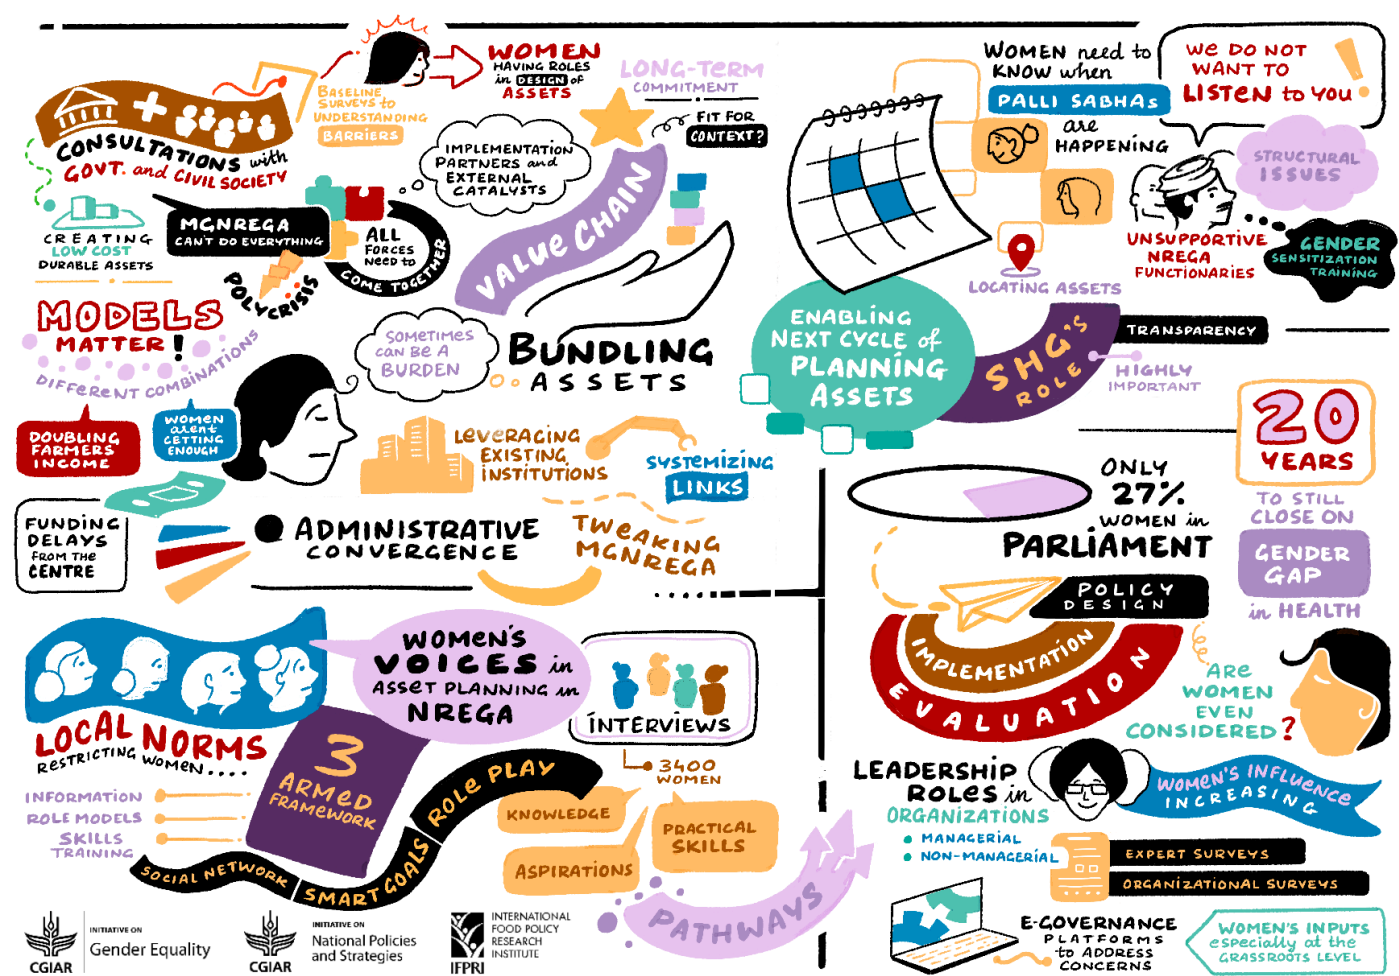 BASELINE
SURVEYS to
UNDERSTANDING
BARRIERS
WOMEN
HAVING ROLES
in DESIGN of
ASSETS
LONG-TERM
COMMITMENT
FIT FOR
CONTEXT?
CONSULTATIONS with
GOVT. and CIVIL SOCIETY
IMPLEMENTATION
PARTNERS and
EXTERNAL
CATALYSTS
VALUE CHAIN
CREATING
LOW COST
DURABLE ASSETS
MGNREGA
CAN'T DO EVERYTHING
ALL
FORCES
NEED to
COME TOGETHER
POLYCRISIS
MODELS
MATTER!
DIFFERENT COMBINATIONS
DOUBLING
FARMERS'
INCOME
WOMEN
aren't
GETTING
ENOUGH
SOMETIMES
CAN BE A
BURDEN
BUNDLING
ASSETS
LEVERAGING
EXISTING
INSTITUTIONS
SYSTEMIZING
LINKS
FUNDING
DELAYS
FROM THE
CENTRE
ADMINISTRATIVE
CONVERGENCE
TWEAKING
MGNREGA
WOMEN need to
KNOW when
PALLI SABHAs
are
HAPPENING
WE DO NOT
WANT TO
LISTEN to YOU!
STRUCTURAL
ISSUES
UNSUPPORTIVE
NREGA
FUNCTIONARIES
GENDER
SENSITIZATION
TRAINING
LOCATING ASSETS
ENABLING
NEXT CYCLE of
PLANNING
ASSETS
SHG'S
ROLE
TRANSPARENCY
HIGHLY
IMPORTANT
20
YEARS
TO STILL
CLOSE ON
GENDER
GAP
in HEALTH
ONLY
27%
WOMEN in
PARLIAMENT
POLICY
DESIGN
IMPLEMENTATION
EVALUATION
ARE
WOMEN
EVEN
CONSIDERED?
LEADERSHIP
ROLES in
ORGANIZATIONS
• MANAGERIAL
• NON-MANAGERIAL
WOMEN'S INFLUENCE
INCREASING
EXPERT SURVEYS
ORGANIZATIONAL SURVEYS
E-GOVERNANCE
PLATFORMS
to ADDRESS
CONCERNS
WOMEN'S INPUTS
especially at the
GRASSROOTS LEVEL
WOMEN'S
VOICES in
ASSET PLANNING in
NREGA
INTERVIEWS
3400
WOMEN
LOCAL NORMS
RESTRICTING WOMEN....
INFORMATION
ROLE MODELS
SKILLS
TRAINING
3
ARMED
FRAMEWORK
SOCIAL NETWORK
SMART GOALS
ROLE PLAY
KNOWLEDGE
ASPIRATIONS
PRACTICAL
SKILLS
PATHWAYS
CGIAR
INITIATIVE ON
Gender Equality
CGIAR
INITIATIVE ON
National Policies
and Strategies
IFPRI
INTERNATIONAL
FOOD POLICY
RESEARCH
INSTITUTE